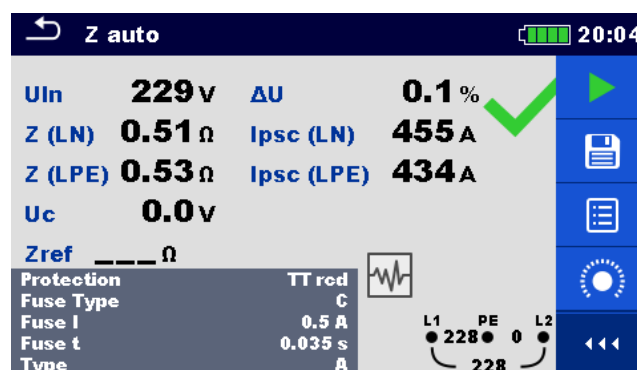 Z auto 20:04
Uln 229 V ΔU 0.1 %
Z (LN) 0.51 Ω Ipsc (LN) 455 A
Z (LPE) 0.53 Ω Ipsc (LPE) 434 A
Uc 0.0 V
Zref _ _ _ Ω
Protection TT rcd
Fuse Type C
Fuse I 0.5 A
Fuse t 0.035 s
Type A
L1 PE L2
228 0
228